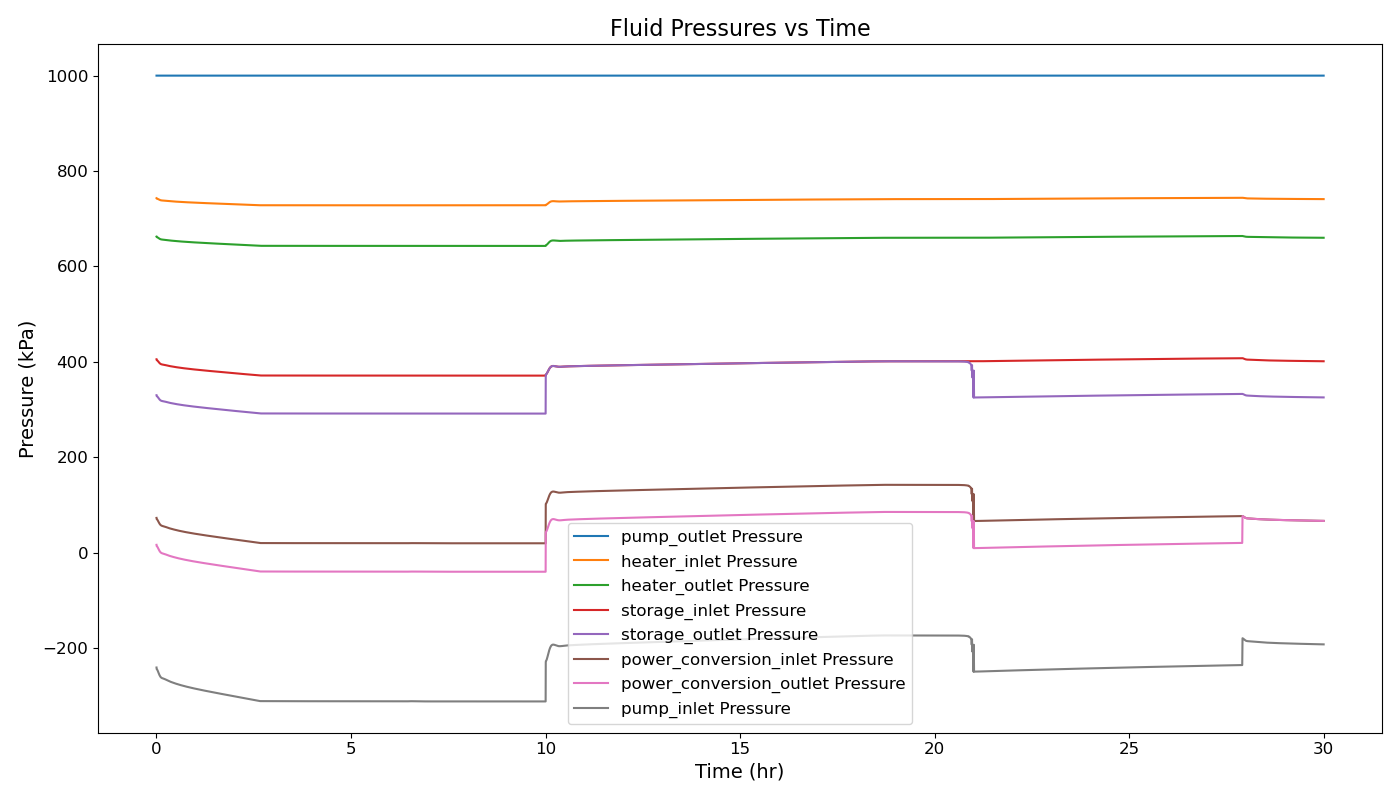 Fluid Pressures vs Time
Pressure (kPa)
1000
800
600
400
200
0
−200
pump_outlet Pressure
heater_inlet Pressure
heater_outlet Pressure
storage_inlet Pressure
storage_outlet Pressure
power_conversion_inlet Pressure
power_conversion_outlet Pressure
pump_inlet Pressure
0 5 10 15 20 25 30
Time (hr)